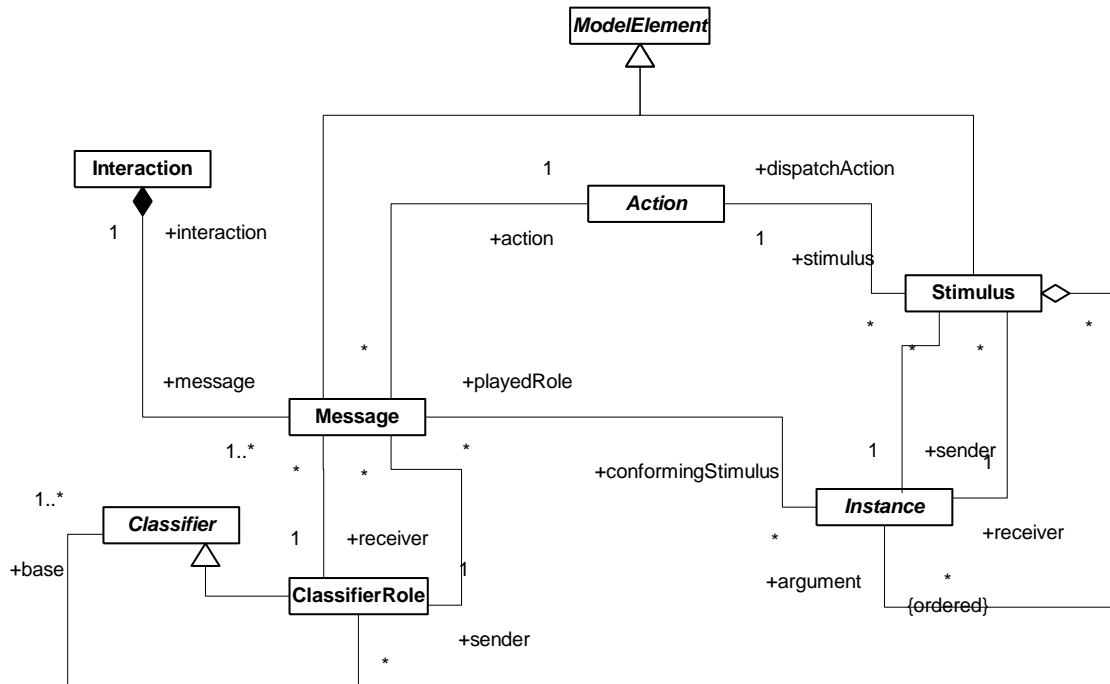 ModelElement
Interaction
1
+dispatchAction
Action
1
+interaction
+action
1
+stimulus
Stimulus
*
*
*
*
*
+message
+playedRole
Message
1..*
*
*
*
1
+sender
1
+conformingStimulus
1..*
Classifier
Instance
1
+receiver
*
+receiver
+base
1
+argument
*
ClassifierRole
{ordered}
+sender
*